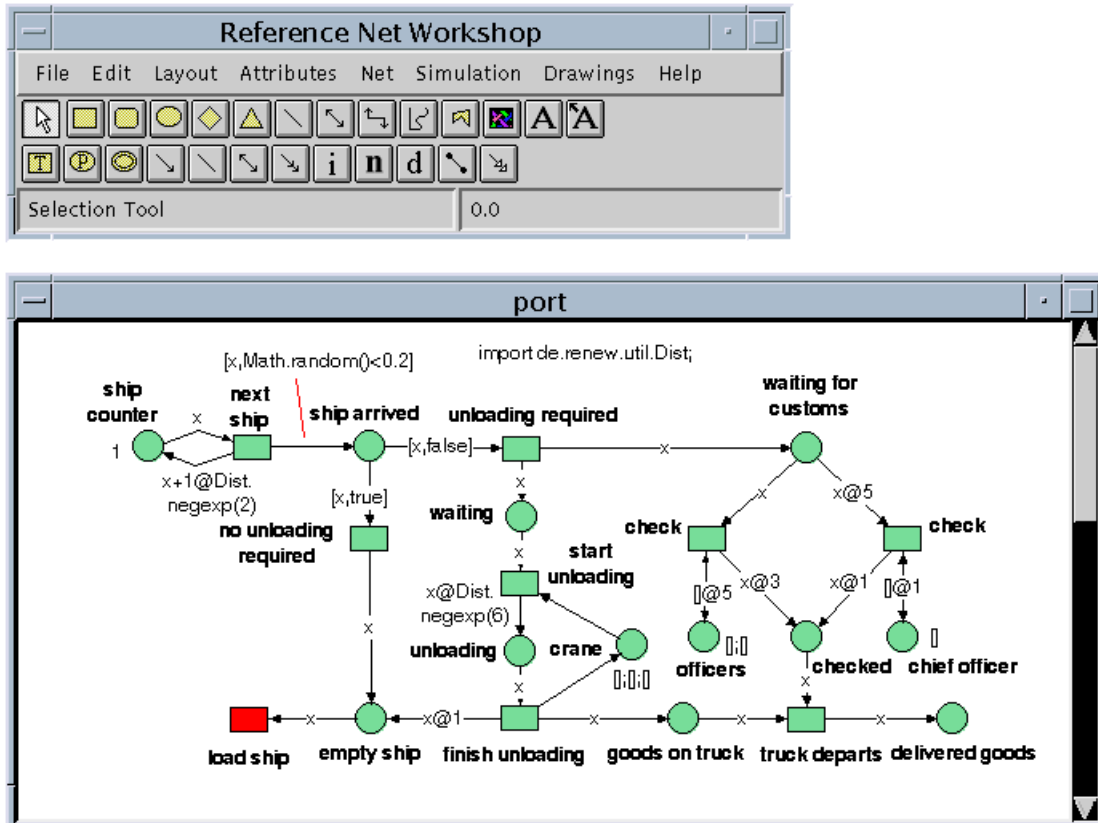 Reference Net Workshop
File Edit Layout Attributes Net Simulation Drawings Help
A A
T P i n d
Selection Tool 0.0
port
[x,Math.random()<0.2]
import de.renew.util.Dist;
ship
counter
next
ship
ship arrived
unloading required
waiting for
customs
x
1
[x,false]
x
x+1@Dist.
negexp(2)
[x,true]
x
x
x@5
waiting
no unloading
required
x
start
unloading
check
check
x@Dist.
negexp(6)
[]@5
x@3
x@1
[]@1
x
unloading
crane
[];[];[]
officers
[];[]
checked
chief officer
[]
x
x
x
x@1
x
x
x
load ship
empty ship
finish unloading
goods on truck
truck departs
delivered goods